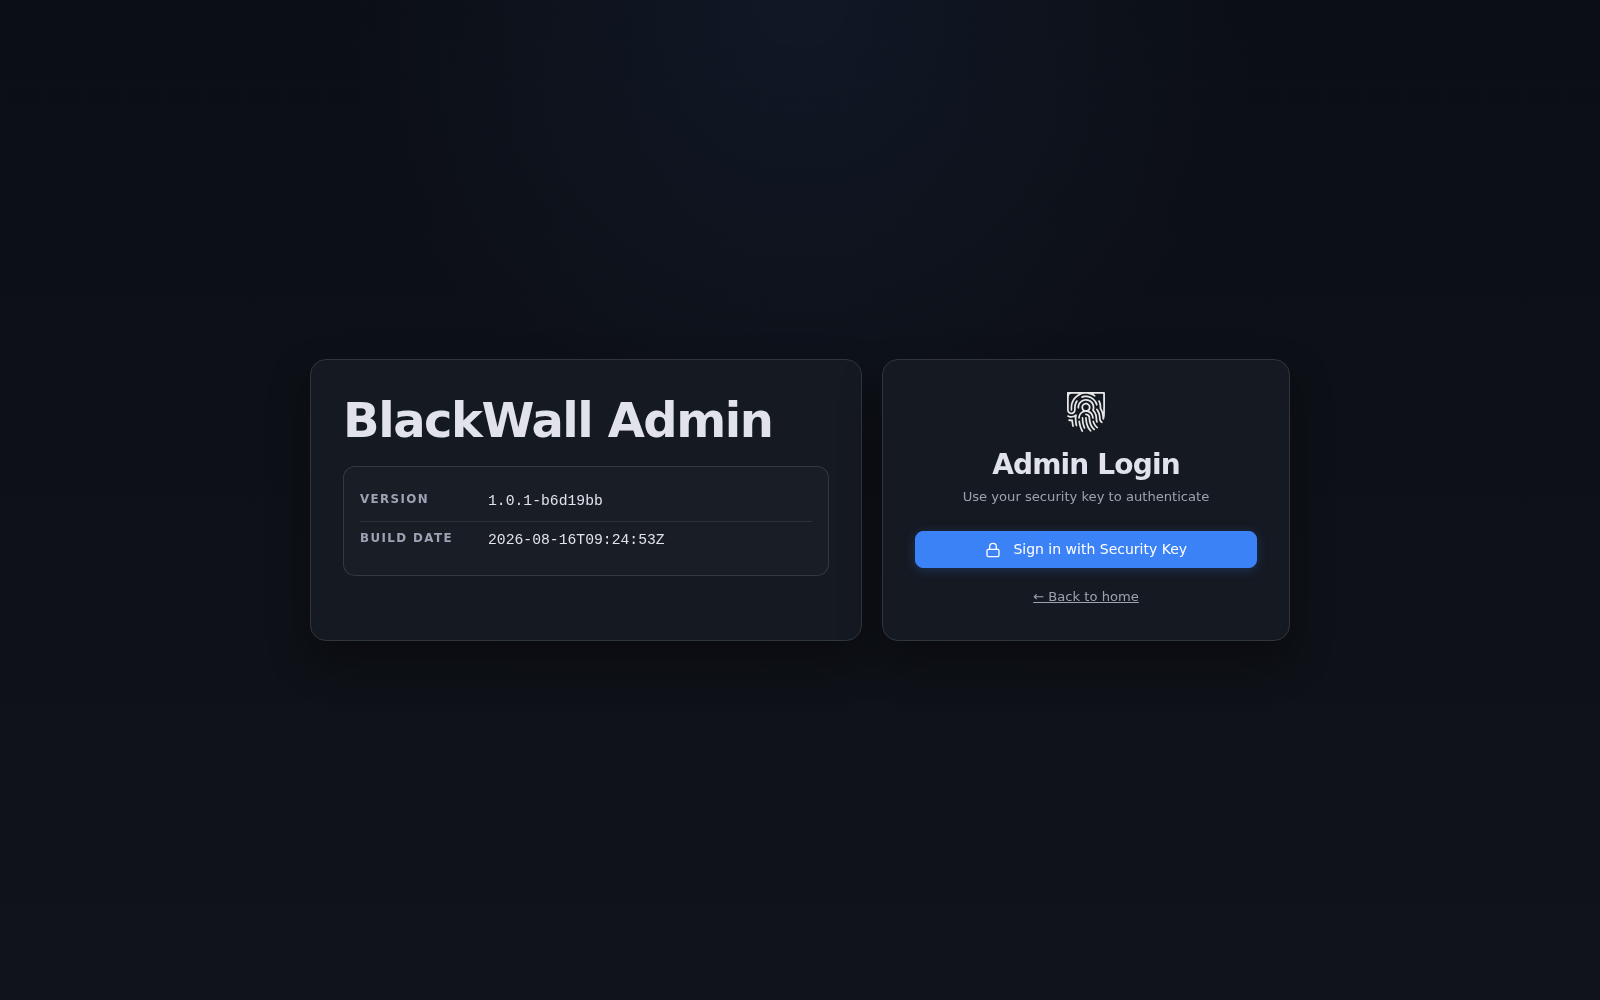 BlackWall Admin
VERSION 1.0.1-b6d19bb
BUILD DATE 2026-08-16T09:24:53Z
Admin Login
Use your security key to authenticate
Sign in with Security Key
← Back to home